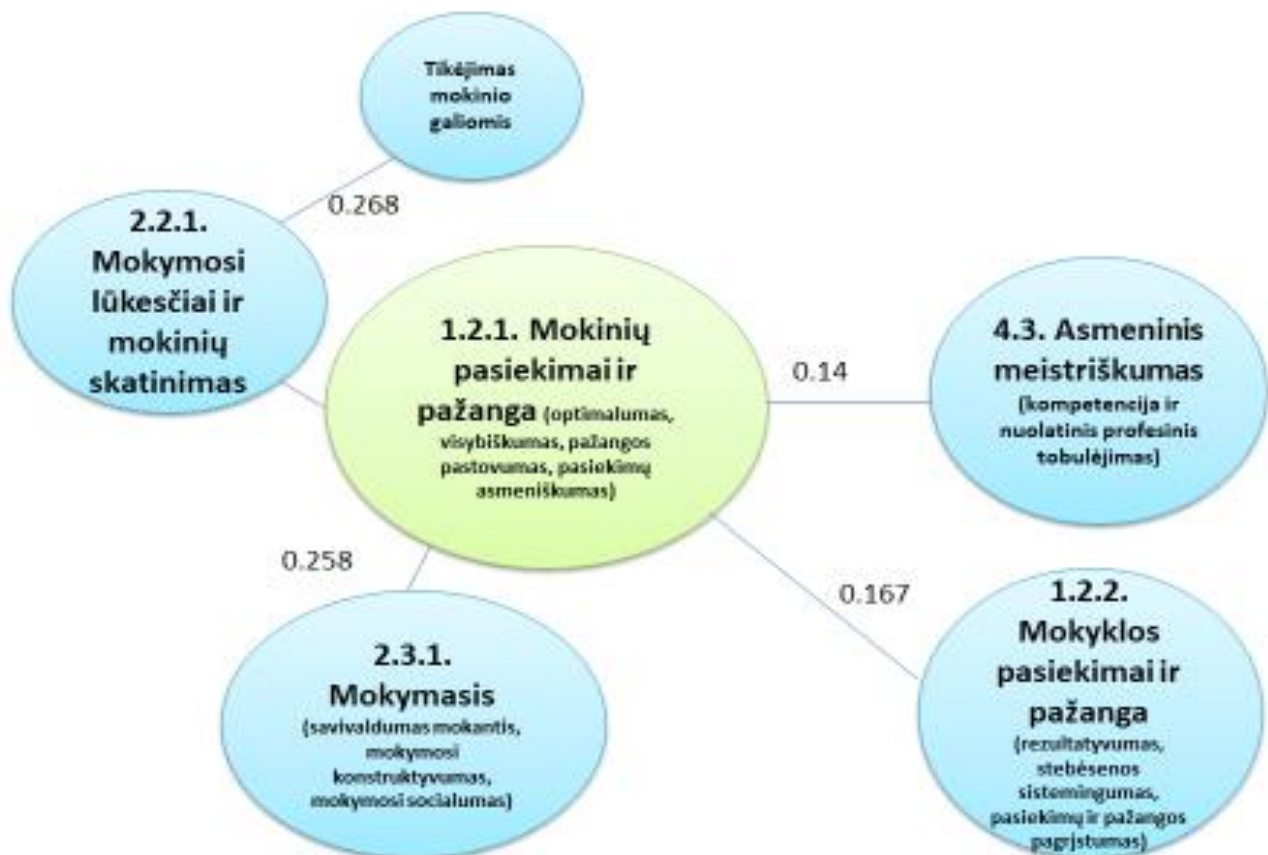 Tikėjimas
mokinio
galiomis
0.268
2.2.1.
Mokymosi
lūkesčiai ir
mokinių
skatinimas
1.2.1. Mokinių
pasiekimai ir
pažanga (optimalumas,
visybiškumas, pažangos
pastovumas, pasiekimų
asmeniškumas)
0.14
4.3. Asmeninis
meistriškumas
(kompetencija ir
nuolatinis profesinis
tobulėjimas)
0.258
2.3.1.
Mokymasis
(savivaldumas mokantis,
mokymosi
konstruktyvumas,
mokymosi socialumas)
0.167
1.2.2.
Mokyklos
pasiekimai ir
pažanga
(rezultatyvumas,
stebėsenos
sistemingumas,
pasiekimų ir pažangos
pagrįstumas)